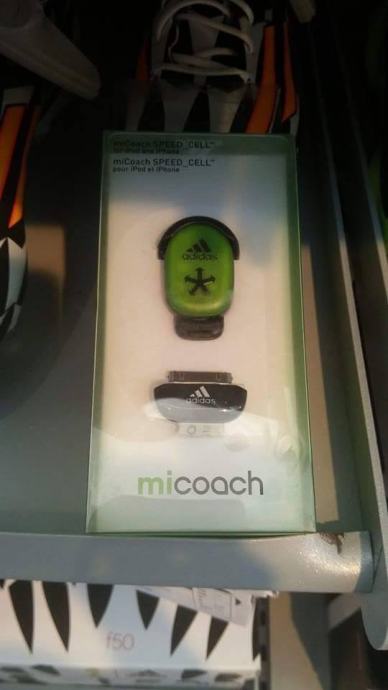 miCoach SPEED_CELL™
for iPod and iPhone
miCoach SPEED_CELL™
pour iPod et iPhone
adidas
adidas
micoach
f50